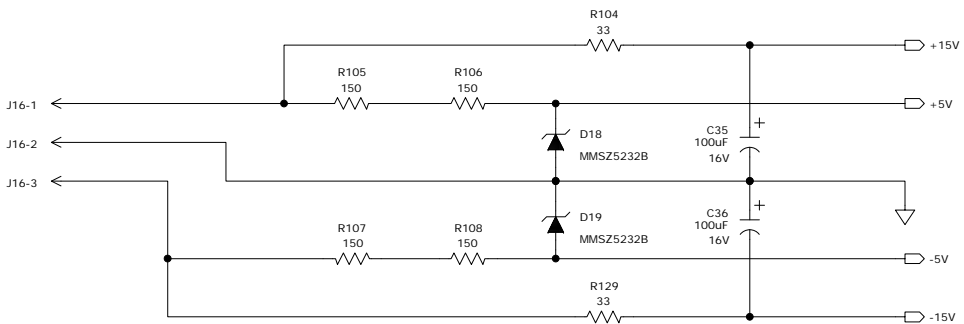 R104
33
+15V
R105
150
R106
150
J16-1
+5V
D18
MMSZ5232B
C35
100uF
16V
+
J16-2
J16-3
D19
MMSZ5232B
C36
100uF
16V
+
R107
150
R108
150
-5V
R129
33
-15V